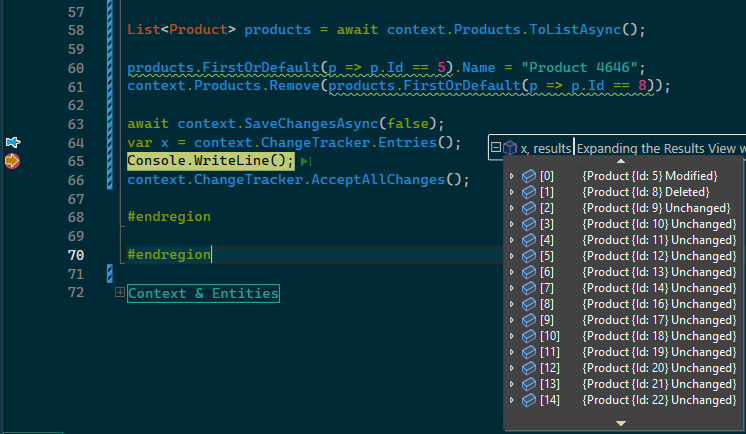 57
58 List<Product> products = await context.Products.ToListAsync();
59
60 products.FirstOrDefault(p => p.Id == 5).Name = "Product 4646";
61 context.Products.Remove(products.FirstOrDefault(p => p.Id == 8));
62
63 await context.SaveChangesAsync(false);
64 var x = context.ChangeTracker.Entries();
65 Console.WriteLine();
66 context.ChangeTracker.AcceptAllChanges();
67
68 #endregion
69
70 #endregion
71
72 Context & Entities
x, results Expanding the Results View w
[0] {Product {Id: 5} Modified}
[1] {Product {Id: 8} Deleted}
[2] {Product {Id: 9} Unchanged}
[3] {Product {Id: 10} Unchanged}
[4] {Product {Id: 11} Unchanged}
[5] {Product {Id: 12} Unchanged}
[6] {Product {Id: 13} Unchanged}
[7] {Product {Id: 14} Unchanged}
[8] {Product {Id: 16} Unchanged}
[9] {Product {Id: 17} Unchanged}
[10] {Product {Id: 18} Unchanged}
[11] {Product {Id: 19} Unchanged}
[12] {Product {Id: 20} Unchanged}
[13] {Product {Id: 21} Unchanged}
[14] {Product {Id: 22} Unchanged}